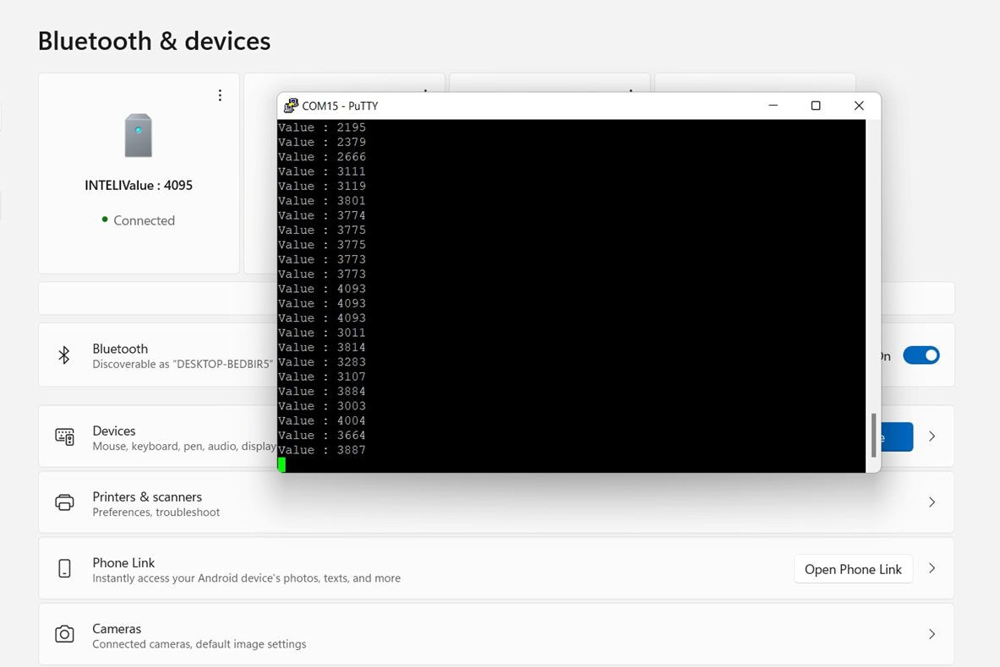 Bluetooth & devices
INTELIValue : 4095
Connected
COM15 - PuTTY
Value : 2195
Value : 2379
Value : 2666
Value : 3111
Value : 3119
Value : 3801
Value : 3774
Value : 3775
Value : 3775
Value : 3773
Value : 3773
Value : 4093
Value : 4093
Value : 4093
Value : 3011
Value : 3814
Value : 3283
Value : 3107
Value : 3884
Value : 3003
Value : 4004
Value : 3664
Value : 3887
Bluetooth
Discoverable as "DESKTOP-BEDBIR5"
On
Devices
Mouse, keyboard, pen, audio, display
Printers & scanners
Preferences, troubleshoot
Phone Link
Instantly access your Android device's photos, texts, and more
Open Phone Link
Cameras
Connected cameras, default image settings